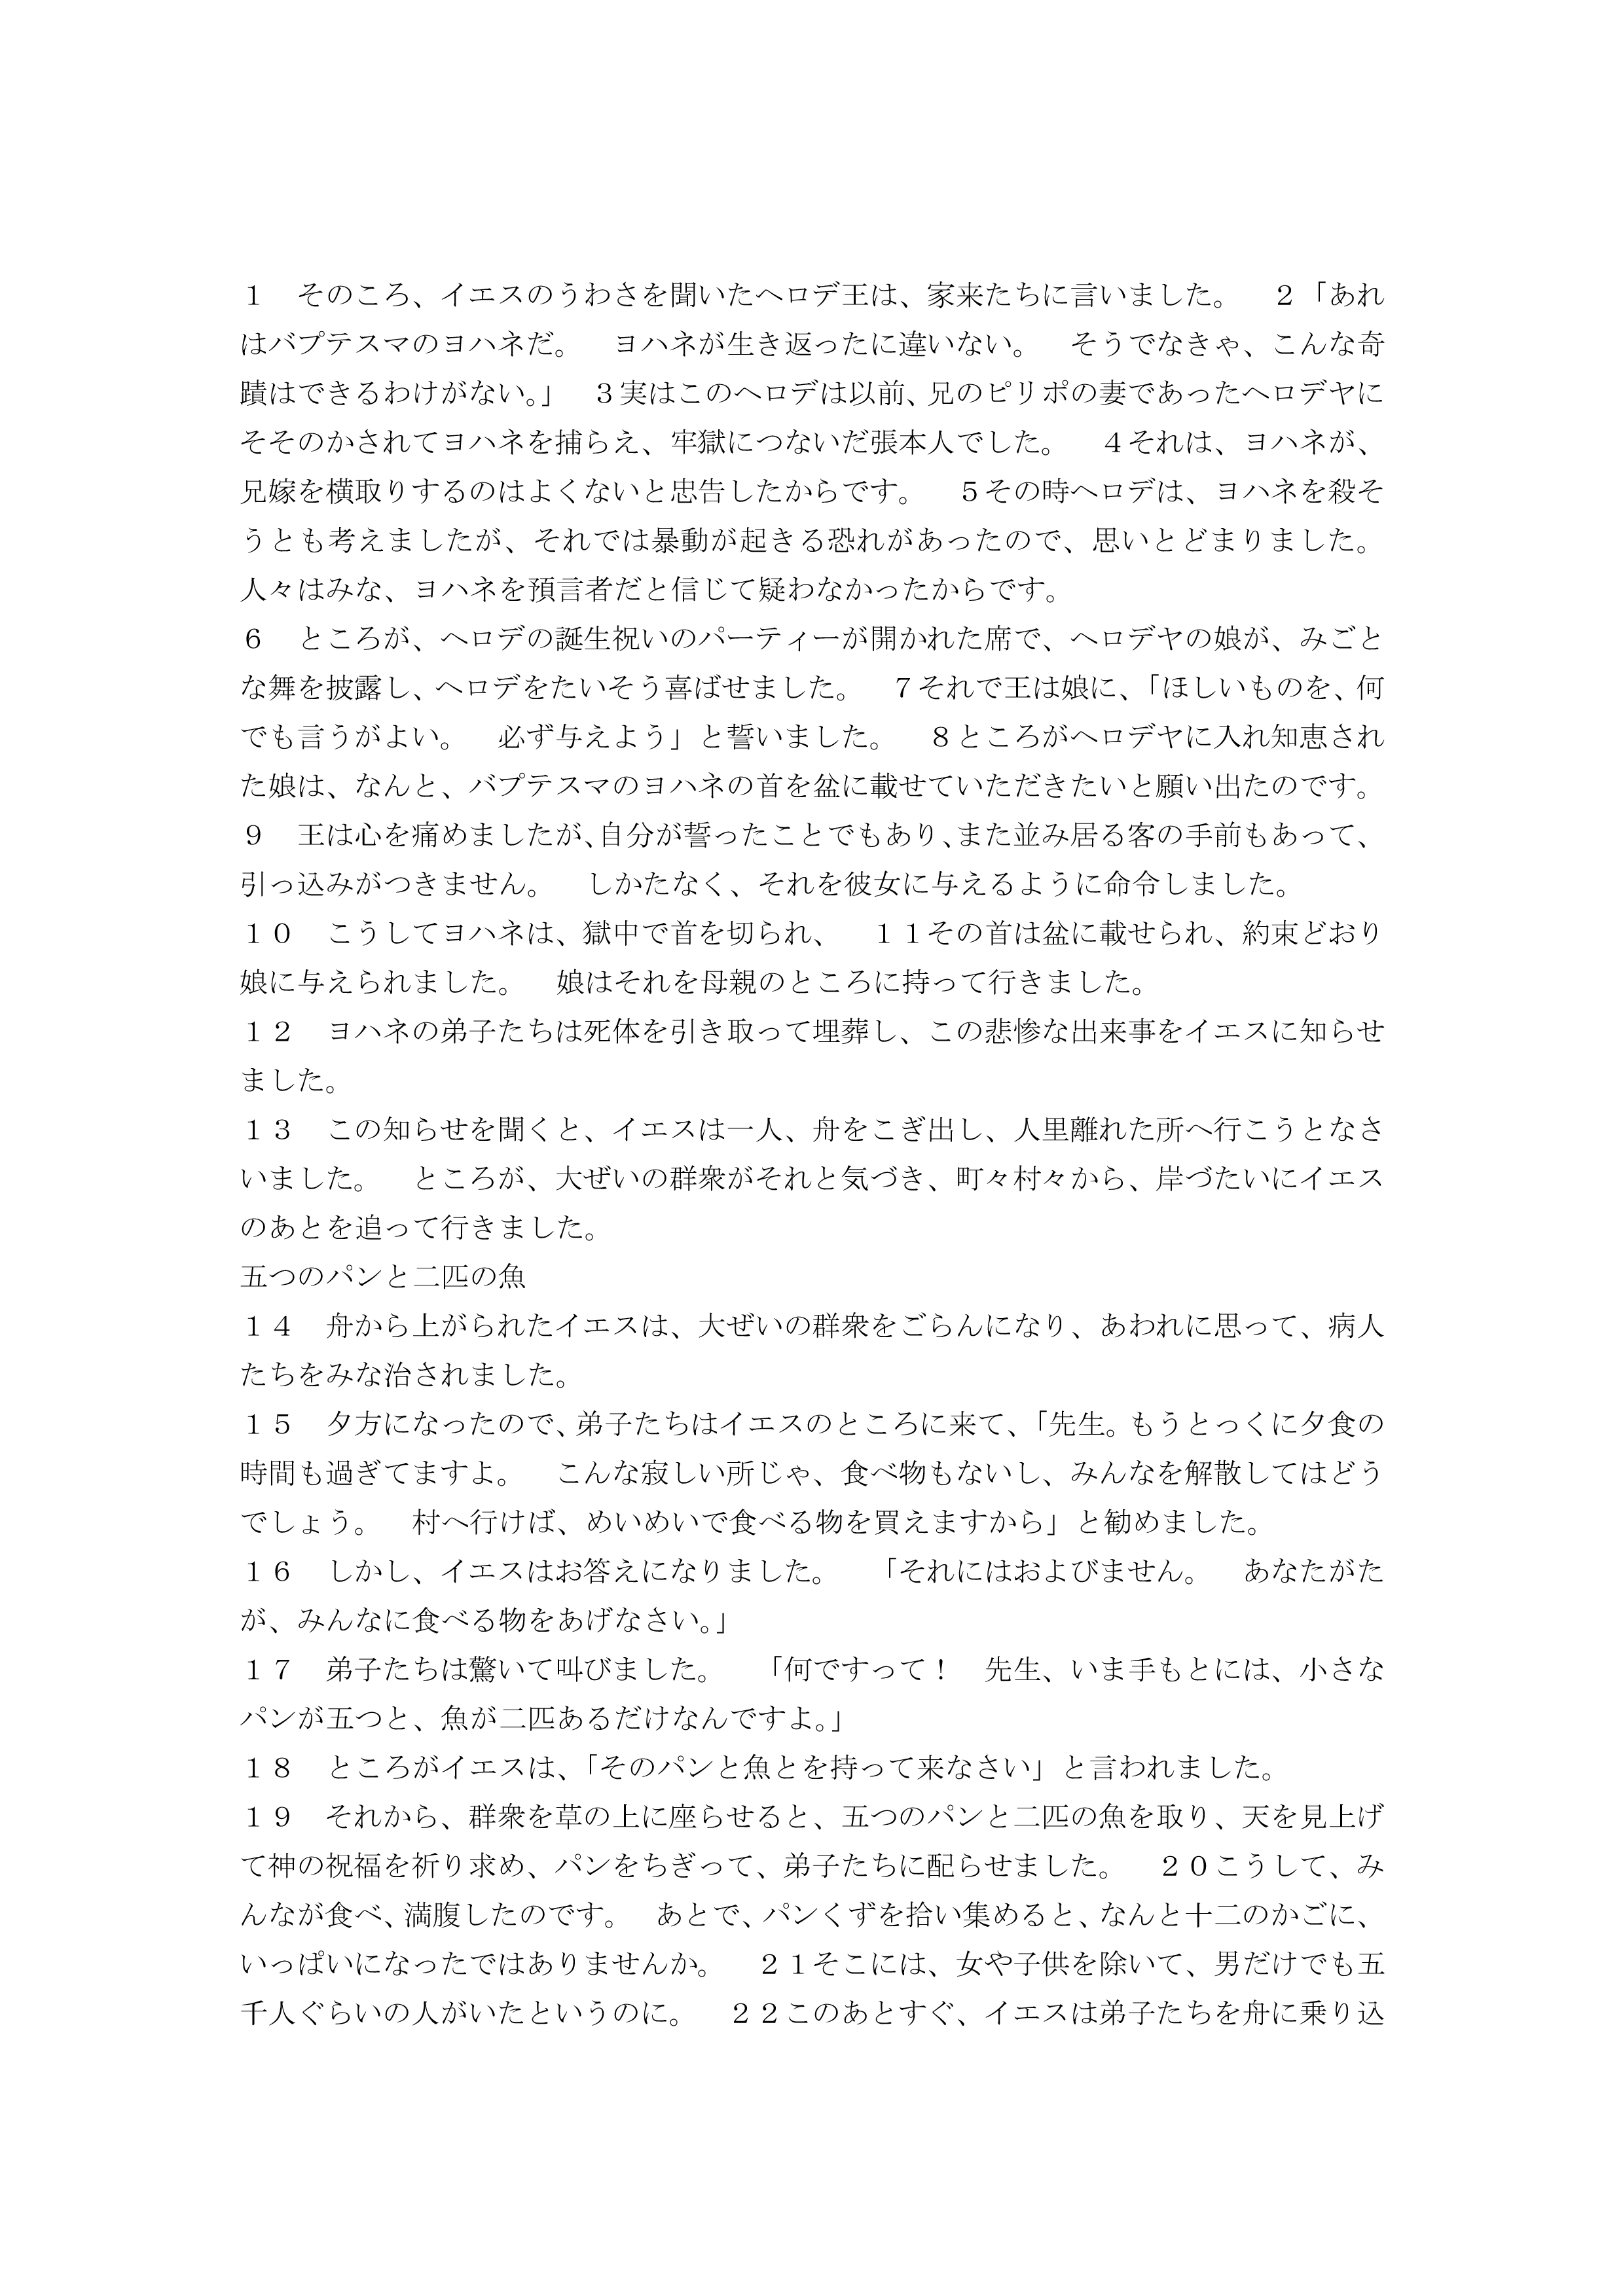 １　そのころ、イエスのうわさを聞いたヘロデ王は、家来たちに言いました。　２「あれ
はバプテスマのヨハネだ。　ヨハネが生き返ったに違いない。　そうでなきゃ、こんな奇
蹟はできるわけがない。」　３実はこのヘロデは以前、兄のピリポの妻であったヘロデヤに
そそのかされてヨハネを捕らえ、牢獄につないだ張本人でした。　４それは、ヨハネが、
兄嫁を横取りするのはよくないと忠告したからです。　５その時ヘロデは、ヨハネを殺そ
うとも考えましたが、それでは暴動が起きる恐れがあったので、思いとどまりました。
人々はみな、ヨハネを預言者だと信じて疑わなかったからです。
６　ところが、ヘロデの誕生祝いのパーティーが開かれた席で、ヘロデヤの娘が、みごと
な舞を披露し、ヘロデをたいそう喜ばせました。　７それで王は娘に、「ほしいものを、何
でも言うがよい。　必ず与えよう」と誓いました。　８ところがヘロデヤに入れ知恵され
た娘は、なんと、バプテスマのヨハネの首を盆に載せていただきたいと願い出たのです。
９　王は心を痛めましたが、自分が誓ったことでもあり、また並み居る客の手前もあって、
引っ込みがつきません。　しかたなく、それを彼女に与えるように命令しました。
１０　こうしてヨハネは、獄中で首を切られ、　１１その首は盆に載せられ、約束どおり
娘に与えられました。　娘はそれを母親のところに持って行きました。
１２　ヨハネの弟子たちは死体を引き取って埋葬し、この悲惨な出来事をイエスに知らせ
ました。
１３　この知らせを聞くと、イエスは一人、舟をこぎ出し、人里離れた所へ行こうとなさ
いました。　ところが、大ぜいの群衆がそれと気づき、町々村々から、岸づたいにイエス
のあとを追って行きました。
五つのパンと二匹の魚
１４　舟から上がられたイエスは、大ぜいの群衆をごらんになり、あわれに思って、病人
たちをみな治されました。
１５　夕方になったので、弟子たちはイエスのところに来て、「先生。もうとっくに夕食の
時間も過ぎてますよ。　こんな寂しい所じゃ、食べ物もないし、みんなを解散してはどう
でしょう。　村へ行けば、めいめいで食べる物を買えますから」と勧めました。
１６　しかし、イエスはお答えになりました。　「それにはおよびません。　あなたがた
が、みんなに食べる物をあげなさい。」
１７　弟子たちは驚いて叫びました。　「何ですって！　先生、いま手もとには、小さな
パンが五つと、魚が二匹あるだけなんですよ。」
１８　ところがイエスは、「そのパンと魚とを持って来なさい」と言われました。
１９　それから、群衆を草の上に座らせると、五つのパンと二匹の魚を取り、天を見上げ
て神の祝福を祈り求め、パンをちぎって、弟子たちに配らせました。　２０こうして、み
んなが食べ、満腹したのです。　あとで、パンくずを拾い集めると、なんと十二のかごに、
いっぱいになったではありませんか。　２１そこには、女や子供を除いて、男だけでも五
千人ぐらいの人がいたというのに。　２２このあとすぐ、イエスは弟子たちを舟に乗り込